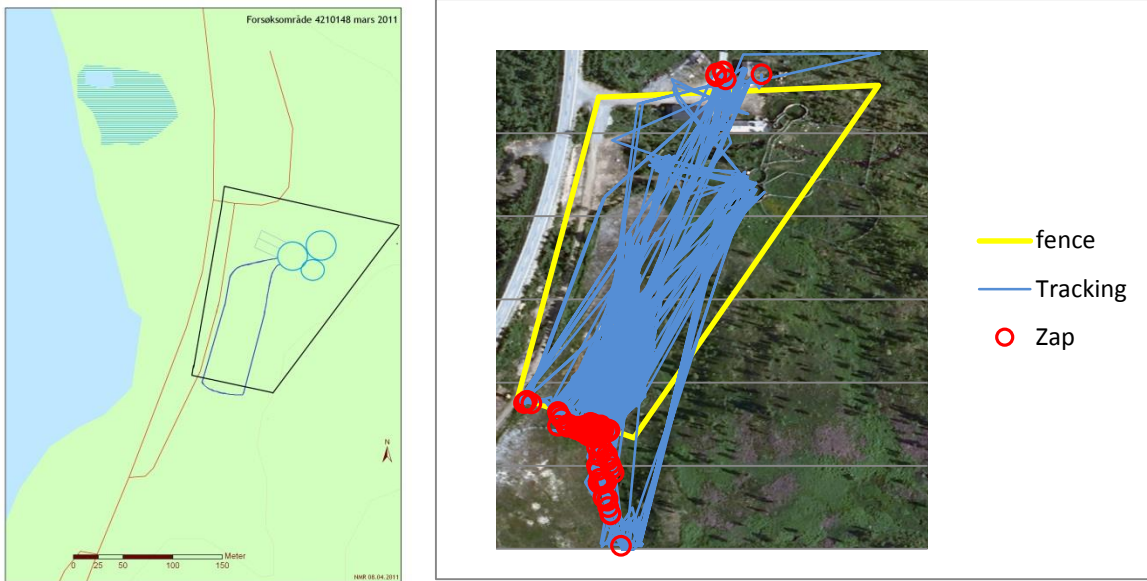 Forsøksområde 4210148 mars 2011
N
Meter
0 25 50 100 150
NMR 08.04.2011
fence
Tracking
Zap